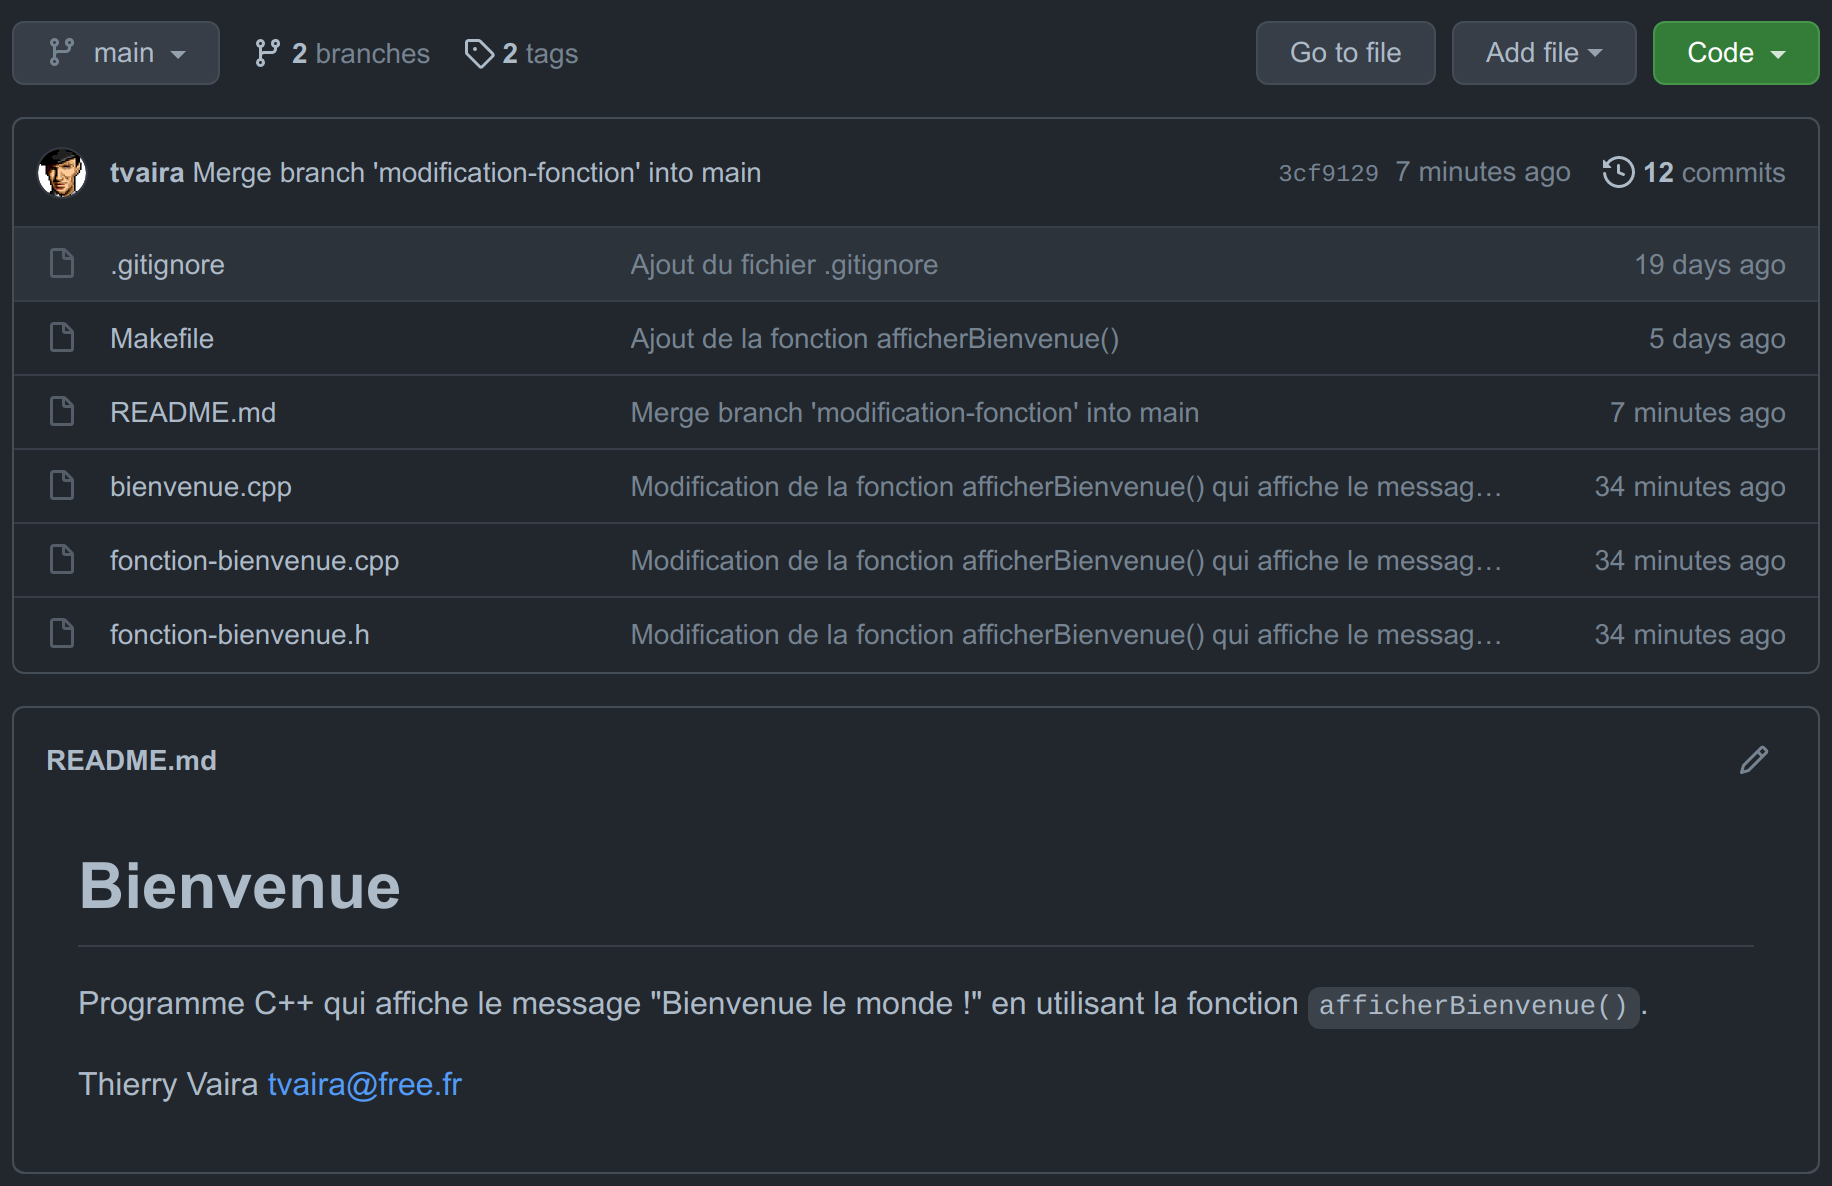 main 2 branches 2 tags Go to file Add file Code
tvaira Merge branch 'modification-fonction' into main 3cf9129 7 minutes ago 12 commits
.gitignore Ajout du fichier .gitignore 19 days ago
Makefile Ajout de la fonction afficherBienvenue() 5 days ago
README.md Merge branch 'modification-fonction' into main 7 minutes ago
bienvenue.cpp Modification de la fonction afficherBienvenue() qui affiche le messag… 34 minutes ago
fonction-bienvenue.cpp Modification de la fonction afficherBienvenue() qui affiche le messag… 34 minutes ago
fonction-bienvenue.h Modification de la fonction afficherBienvenue() qui affiche le messag… 34 minutes ago
README.md
Bienvenue
Programme C++ qui affiche le message "Bienvenue le monde !" en utilisant la fonction afficherBienvenue().
Thierry Vaira tvaira@free.fr